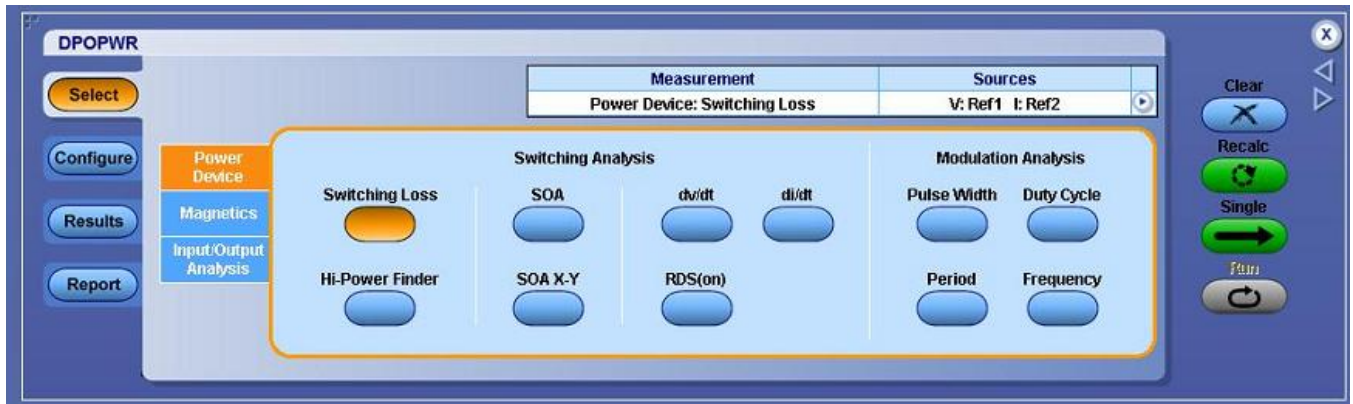 DPOPWR
Select
Configure
Results
Report
Measurement Sources
Power Device: Switching Loss V: Ref1 I: Ref2
Power
Device
Magnetics
Input/Output
Analysis
Switching Analysis
Switching Loss SOA dv/dt di/dt
Hi-Power Finder SOA X-Y RDS(on)
Modulation Analysis
Pulse Width Duty Cycle
Period Frequency
X
Clear
Recalc
Single
Run